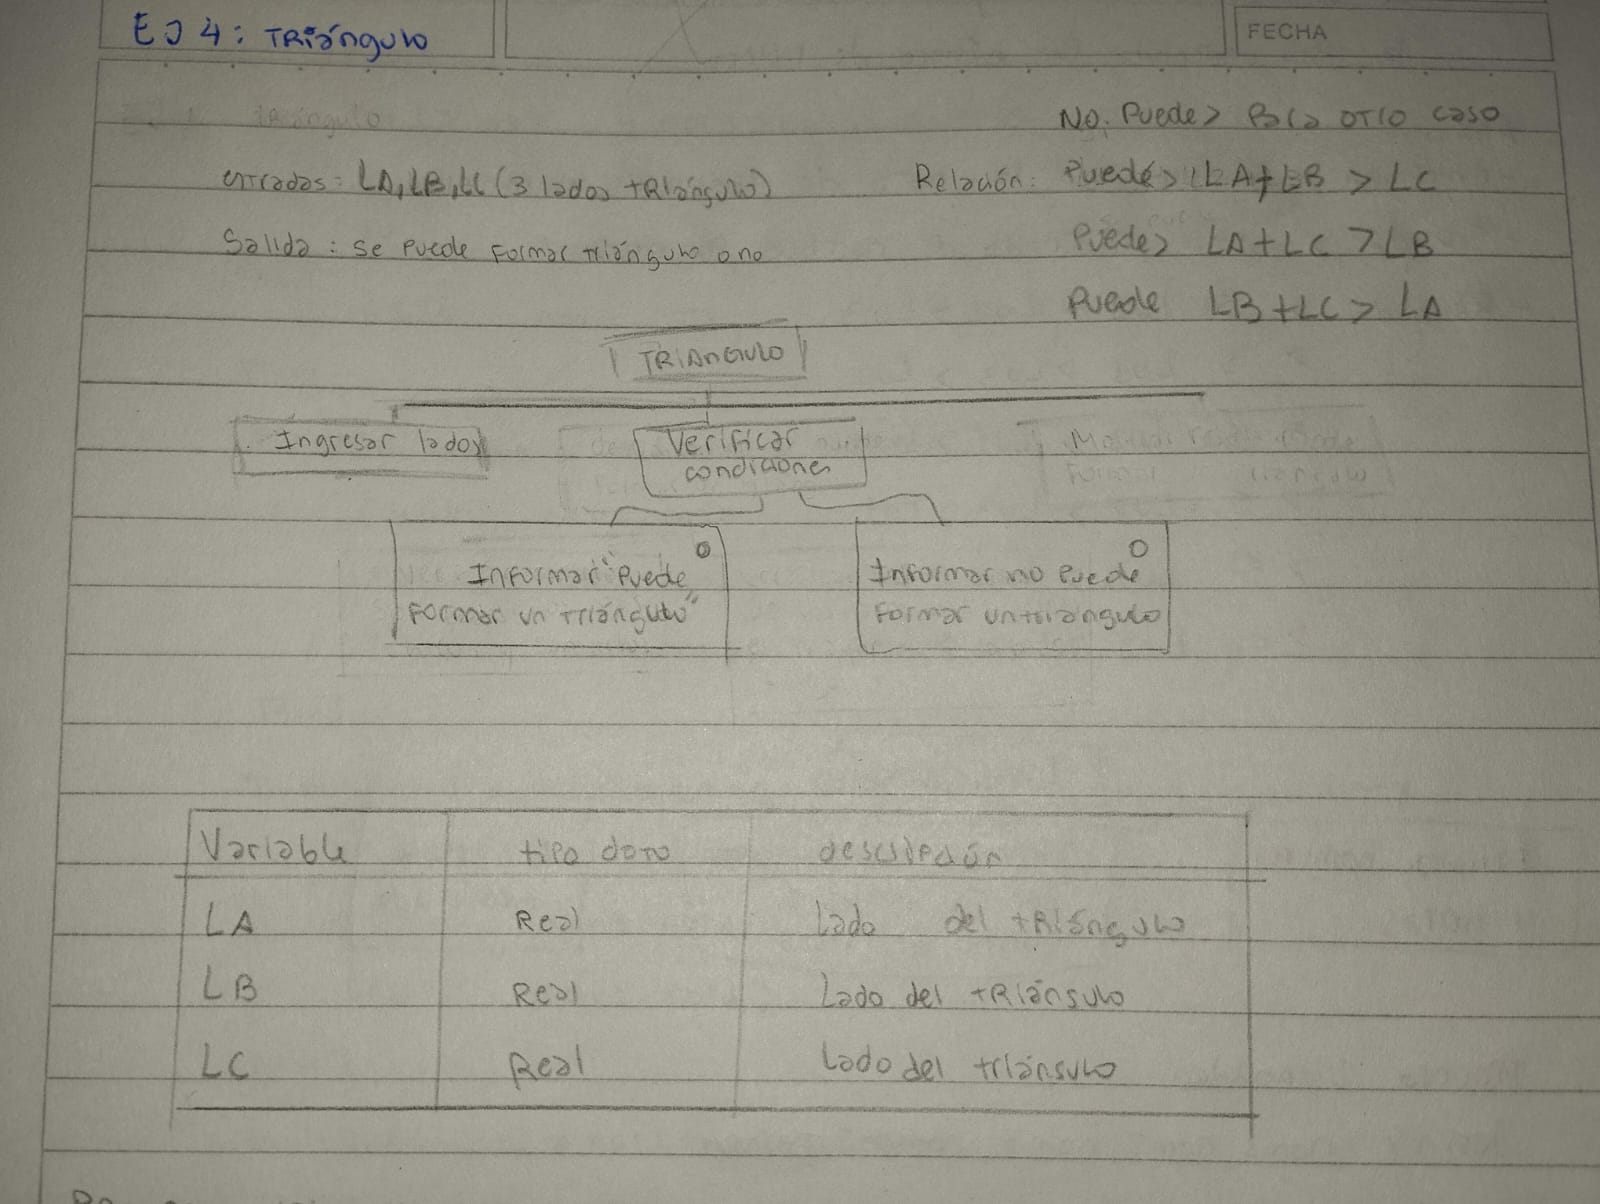 EJ 4: TRiángulo
FECHA
triángulo
No. Puede > Para otro caso
entradas: LA, LB, LC (3 lados tRiángulo)
Relación: Puede > LA + LB > LC
Salida: se puede formar triángulo o no
Puede > LA + LC > LB
Puede LB + LC > LA
TRIANGULO
Ingresar lados
Verificar
condiciones
Informar "Puede
formar un triángulo"
Informar no puede
formar un triángulo
Variable tipo dato descripción
LA Real Lado del tRiángulo
LB Real Lado del tRiángulo
LC Real Lado del triángulo